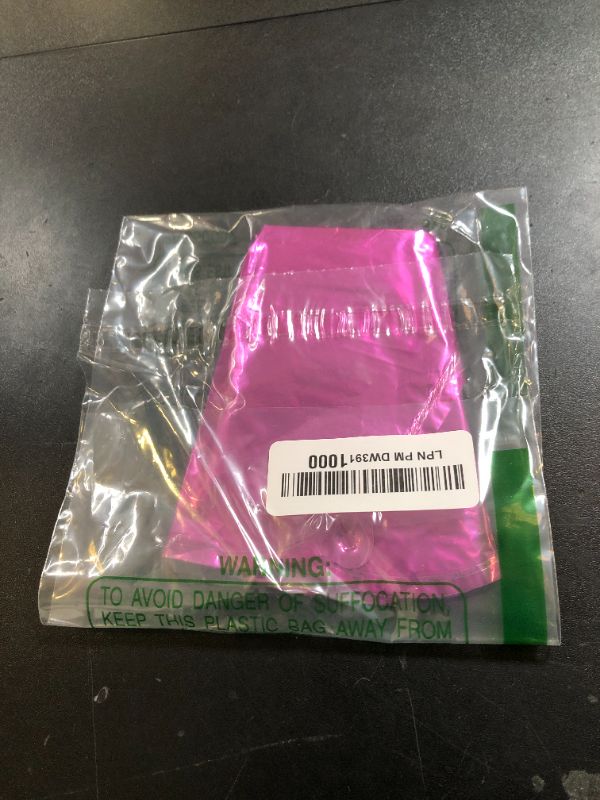 LPN PM DW3911000
WARNING:
TO AVOID DANGER OF SUFFOCATION,
KEEP THIS PLASTIC BAG AWAY FROM